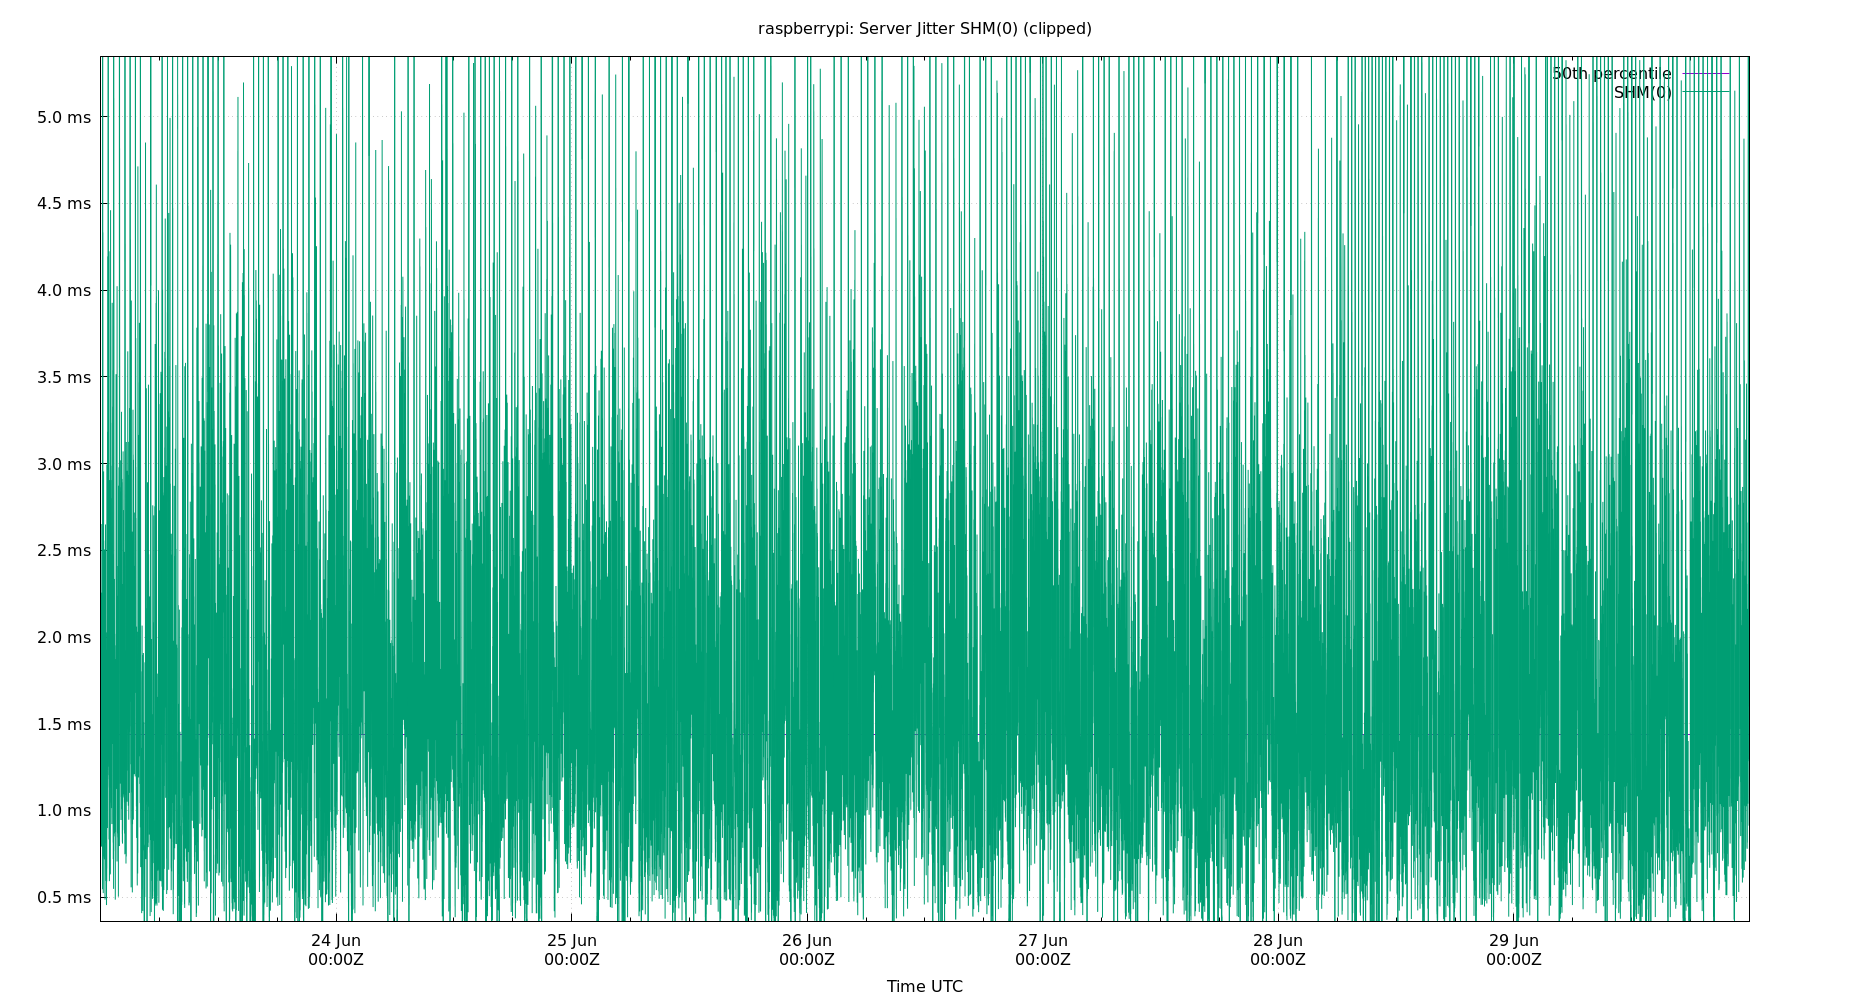 raspberrypi: Server Jitter SHM(0) (clipped)
50th percentile
SHM(0)
5.0 ms
4.5 ms
4.0 ms
3.5 ms
3.0 ms
2.5 ms
2.0 ms
1.5 ms
1.0 ms
0.5 ms
24 Jun 25 Jun 26 Jun 27 Jun 28 Jun 29 Jun
00:00Z 00:00Z 00:00Z 00:00Z 00:00Z 00:00Z
Time UTC